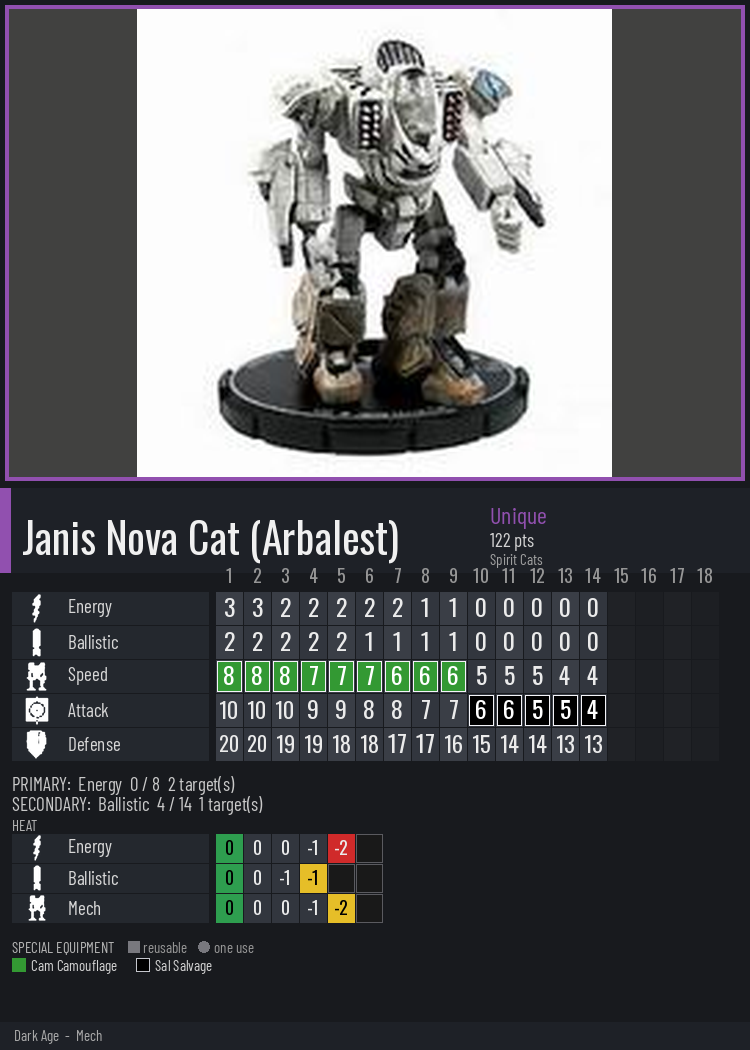 Janis Nova Cat (Arbalest)
Unique
122 pts
Spirit Cats
1 2 3 4 5 6 7 8 9 10 11 12 13 14 15 16 17 18
Energy 3 3 2 2 2 2 2 1 1 0 0 0 0 0
Ballistic 2 2 2 2 2 1 1 1 1 0 0 0 0 0
Speed 8 8 8 7 7 7 6 6 6 5 5 5 4 4
Attack 10 10 10 9 9 8 8 7 7 6 6 5 5 4
Defense 20 20 19 19 18 18 17 17 16 15 14 14 13 13
PRIMARY: Energy 0 / 8 2 target(s)
SECONDARY: Ballistic 4 / 14 1 target(s)
HEAT
Energy 0 0 0 -1 -2
Ballistic 0 0 -1 -1
Mech 0 0 0 -1 -2
SPECIAL EQUIPMENT reusable one use
Cam Camouflage Sal Salvage
Dark Age - Mech